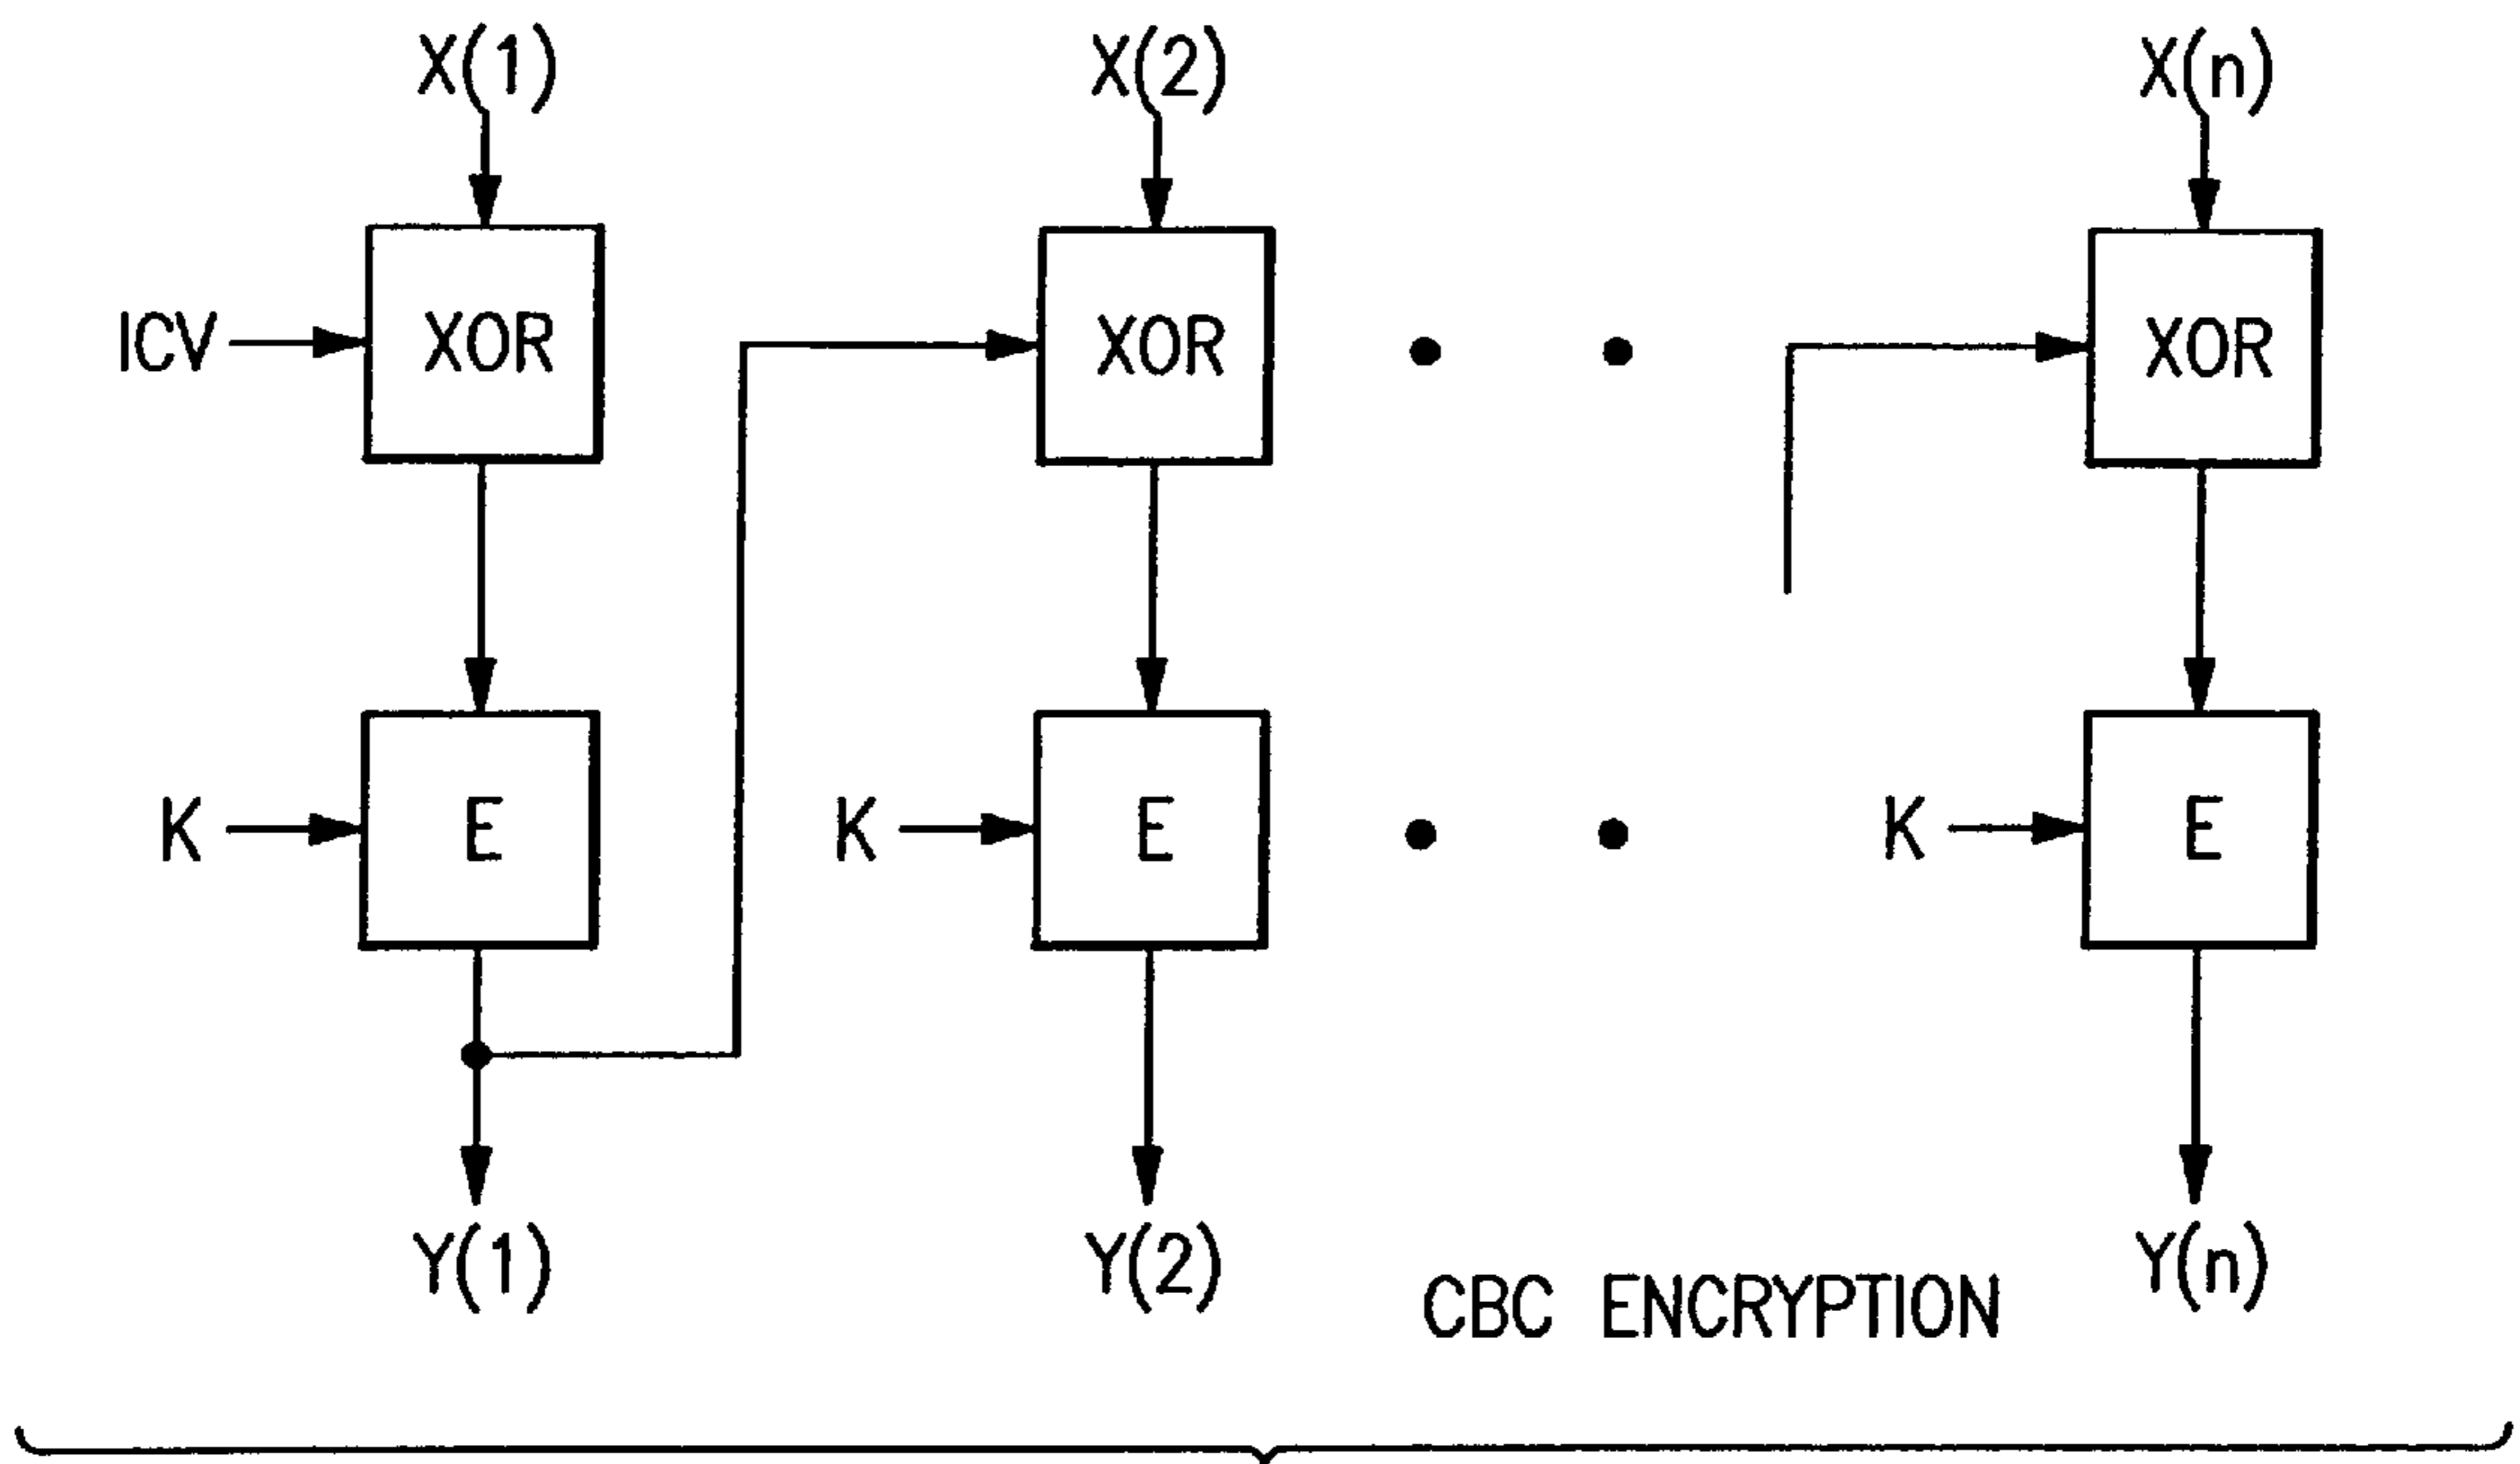 X(1) X(2) X(n)
ICV XOR XOR XOR
K E K E K E
Y(1) Y(2) Y(n)
CBC ENCRYPTION